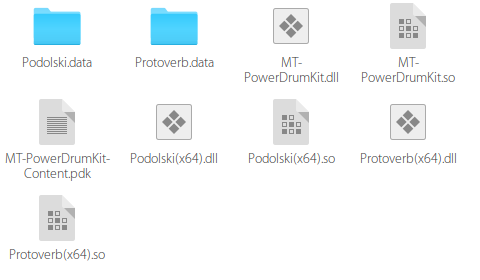 Podolski.data
Protoverb.data
MT-
PowerDrumKit.dll
MT-
PowerDrumKit.so
MT-PowerDrumKit-
Content.pdk
Podolski(x64).dll
Podolski(x64).so
Protoverb(x64).dll
Protoverb(x64).so